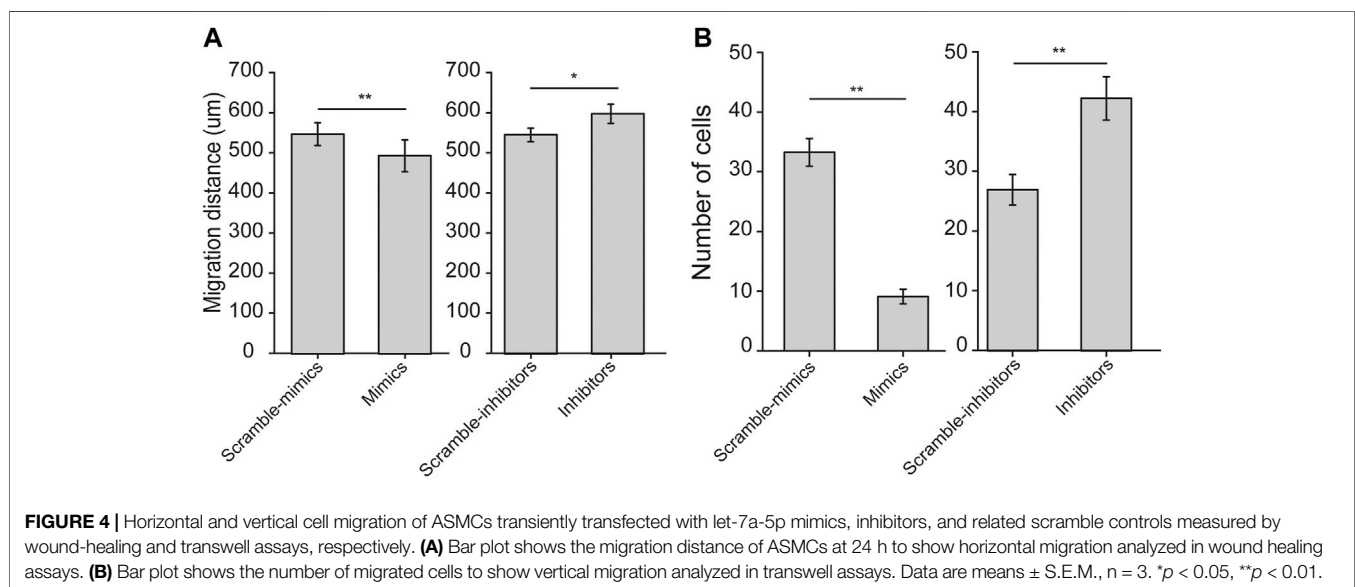 A
B
Migration distance (um)
700
600
500
400
300
200
100
0
**
Scramble-mimics
Mimics
700
600
500
400
300
200
100
0
*
Scramble-inhibitors
Inhibitors
Number of cells
50
40
30
20
10
0
**
Scramble-mimics
Mimics
50
40
30
20
10
0
**
Scramble-inhibitors
Inhibitors
FIGURE 4 | Horizontal and vertical cell migration of ASMCs transiently transfected with let-7a-5p mimics, inhibitors, and related scramble controls measured by
wound-healing and transwell assays, respectively. (A) Bar plot shows the migration distance of ASMCs at 24 h to show horizontal migration analyzed in wound healing
assays. (B) Bar plot shows the number of migrated cells to show vertical migration analyzed in transwell assays. Data are means ± S.E.M., n = 3. *p < 0.05, **p < 0.01.